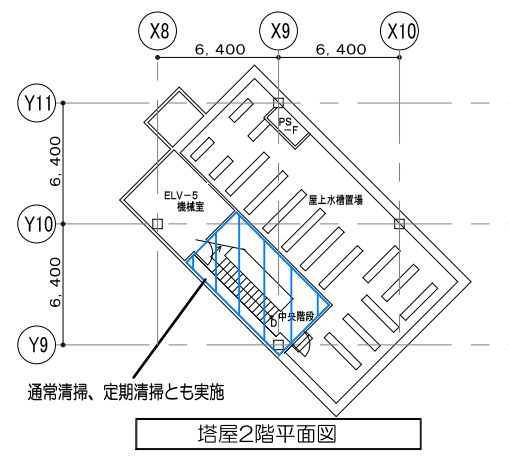 X8
X9
X10
6,400
6,400
Y11
PS
-F
6,400
ELV-5
機械室
屋上水槽置場
Y10
6,400
中央階段
D
Y9
通常清掃、定期清掃とも実施
塔屋2階平面図